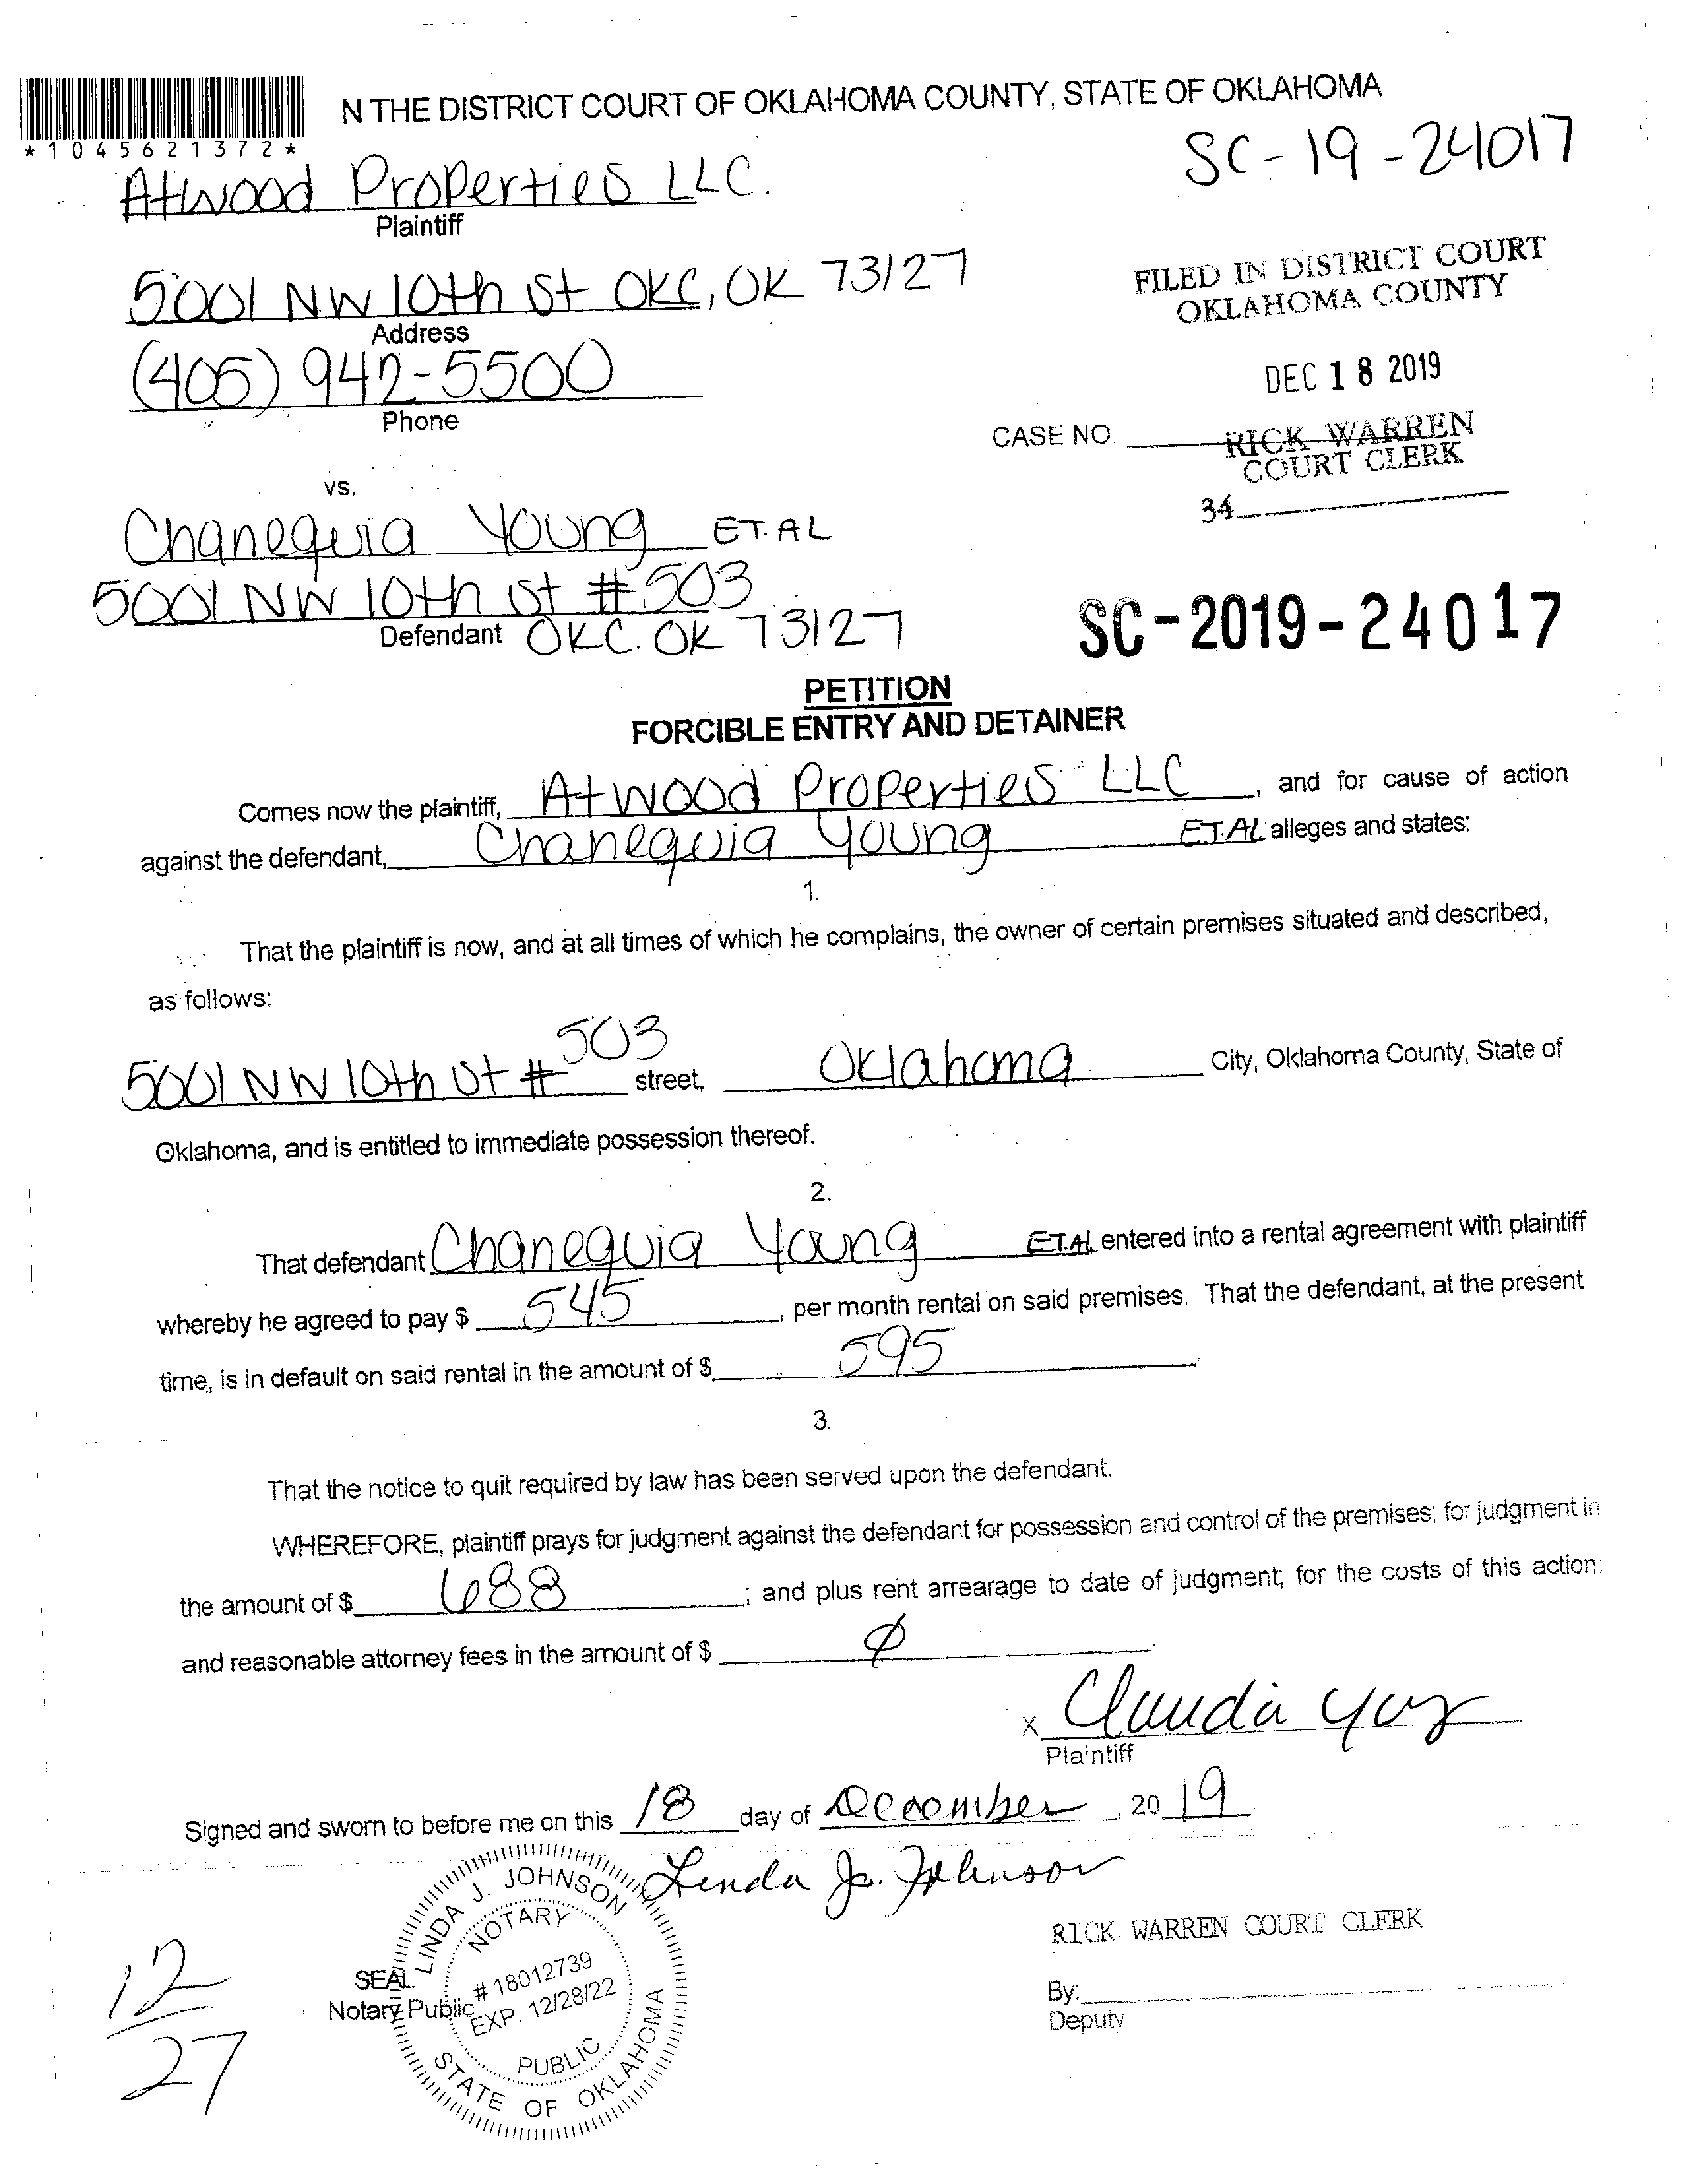 N THE DISTRICT COURT OF OKLAHOMA COUNTY, STATE OF OKLAHOMA
*1045621372*
SC-19-24017
Atwood Properties LLC.
Plaintiff
5001 NW 10th St OKC, OK 73127
Address
(405) 942-5500
Phone
FILED IN DISTRICT COURT
OKLAHOMA COUNTY
DEC 18 2019
CASE NO.
RICK WARREN
COURT CLERK
34
vs.
Chanequia Young ET.AL
5001 NW 10th St #503
Defendant OKC. OK 73127
SC-2019-24017
PETITION
FORCIBLE ENTRY AND DETAINER
Comes now the plaintiff, Atwood Properties LLC, and for cause of action
against the defendant, Chanequia Young ET.AL alleges and states:
1.
That the plaintiff is now, and at all times of which he complains, the owner of certain premises situated and described,
as follows:
5001 NW 10th St # 503 street, Oklahoma City, Oklahoma County, State of
Oklahoma, and is entitled to immediate possession thereof.
2.
That defendant Chanequia Young ET.AL entered into a rental agreement with plaintiff
whereby he agreed to pay $ 545, per month rental on said premises. That the defendant, at the present
time, is in default on said rental in the amount of $ 595
3.
That the notice to quit required by law has been served upon the defendant.
WHEREFORE, plaintiff prays for judgment against the defendant for possession and control of the premises; for judgment in
the amount of $ 688; and plus rent arrearage to date of judgment; for the costs of this action;
and reasonable attorney fees in the amount of $ Ø
x Claudia
Plaintiff
Signed and sworn to before me on this 18 day of December, 2019
Linda J. Johnson
LINDA J. JOHNSON
NOTARY
# 18012739
EXP. 12/28/22
PUBLIC
STATE OF OKLAHOMA
SEAL
Notary Public
RICK WARREN COURT CLERK
By:
Deputy
12
27